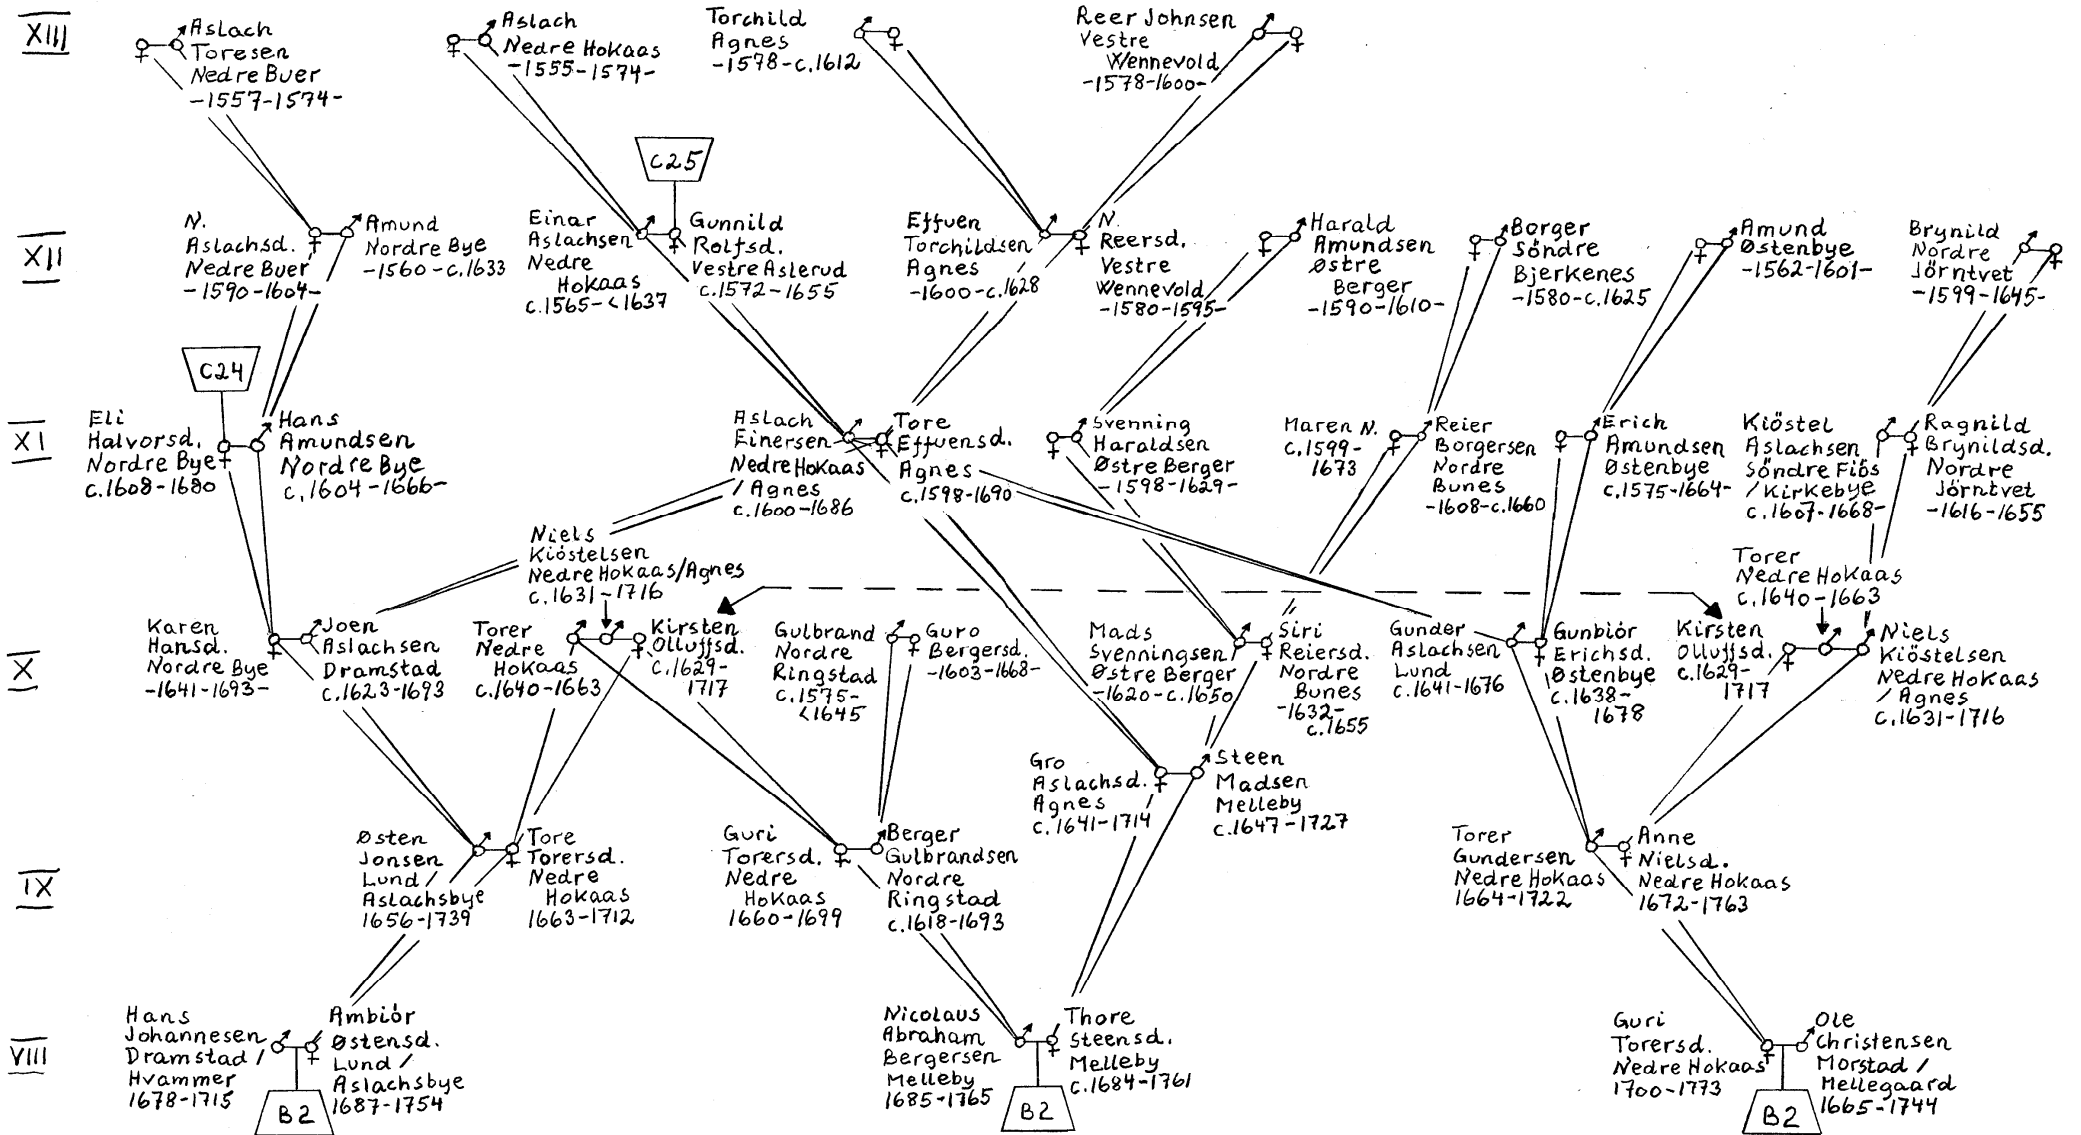 XIII
Aslach
Toresen
Nedre Buer
-1557-1574-
Aslach
Nedre Hokaas
-1555-1574-
Torchild
Agnes
-1578-c.1612
Reer Johnsen
Vestre
Wennevold
-1578-1600-
C25
XII
N.
Aslachsd.
Nedre Buer
-1590-1604-
Amund
Nordre Bye
-1560-c.1633
Einar
Aslachsen
Nedre
Hokaas
c.1565-<1637
Gunnild
Rolfsd.
Vestre Aslerud
c.1572-1655
Effuen
Torchildsen
Agnes
-1600-c.1628
N.
Reersd.
Vestre
Wennevold
-1580-1595-
Harald
Amundsen
Østre
Berger
-1590-1610-
Borger
Söndre
Bjerkenes
-1580-c.1625
Amund
Østenbye
-1562-1601-
Brynild
Nordre
Jörntvet
-1599-1645-
C24
XI
Eli
Halvorsd.
Nordre Bye
c.1608-1680
Hans
Amundsen
Nordre Bye
c.1604-1666-
Aslach
Einersen
Nedre Hokaas
/ Agnes
c.1600-1686
Tore
Effuensd.
Agnes
c.1598-1690
Svenning
Haraldsen
Østre Berger
-1598-1629-
Maren N.
c.1599-
1673
Reier
Borgersen
Nordre
Bunes
-1608-c.1660
Erich
Amundsen
Østenbye
c.1575-1664-
Kiöstel
Aslachsen
Söndre Fiös
/ Kirkebye
c.1607-1668-
Ragnild
Brynildsd.
Nordre
Jörntvet
-1616-1655
Niels
Kiöstelsen
Nedre Hokaas/Agnes
c.1631-1716
Torer
Nedre Hokaas
c.1640-1663
X
Karen
Hansd.
Nordre Bye
-1641-1693-
Joen
Aslachsen
Dramstad
c.1623-1693
Torer
Nedre
Hokaas
c.1640-1663
Kirsten
Olluffsd.
c.1629-
1717
Gulbrand
Nordre
Ringstad
c.1575-
<1645
Guro
Bergersd.
-1603-1668-
Mads
Svenningsen
Østre Berger
-1620-c.1650
Siri
Reiersd.
Nordre
Bunes
-1632-
c.1655
Gunder
Aslachsen
Lund
c.1641-1676
Gunbiör
Erichsd.
Østenbye
c.1638-
1678
Kirsten
Olluffsd.
c.1629-
1717
Niels
Kiöstelsen
Nedre Hokaas
/ Agnes
c.1631-1716
Gro
Aslachsd.
Agnes
c.1641-1714
Steen
Madsen
Melleby
c.1647-1727
IX
Østen
Jonsen
Lund /
Aslachsbye
1656-1739
Tore
Torersd.
Nedre
Hokaas
1663-1712
Guri
Torersd.
Nedre
Hokaas
1660-1699
Berger
Gulbrandsen
Nordre
Ringstad
c.1618-1693
Torer
Gundersen
Nedre Hokaas
1664-1722
Anne
Nielsd.
Nedre Hokaas
1672-1763
VIII
Hans
Johannesen
Dramstad /
Hvammer
1678-1715
Ambiör
Østensd.
Lund /
Aslachsbye
1687-1754
B2
Nicolaus
Abraham
Bergersen
Melleby
1685-1765
Thore
Steensd.
Melleby
c.1684-1761
B2
Guri
Torersd.
Nedre Hokaas
1700-1773
Ole
Christensen
Morstad /
Mellegaard
1665-1744
B2